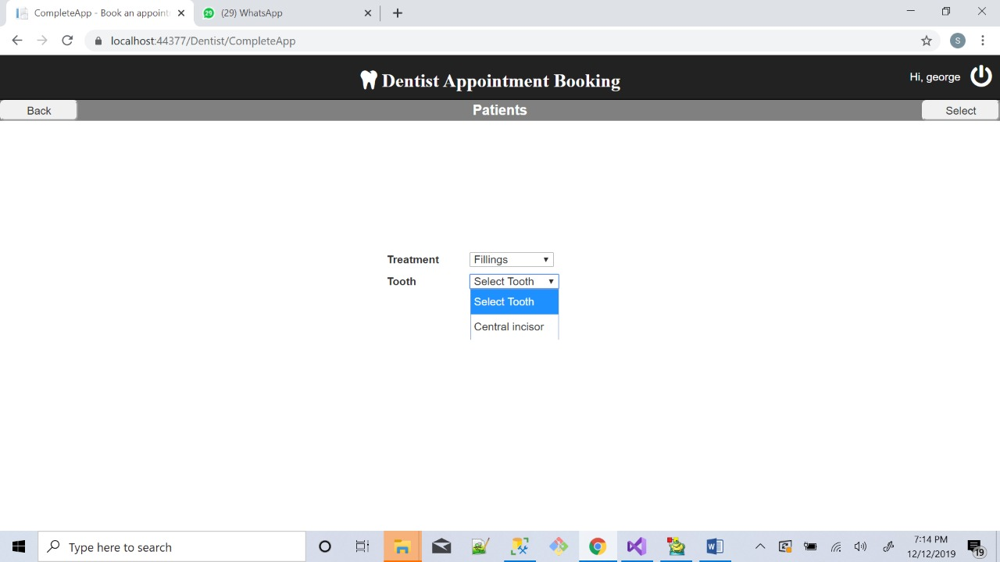 CompleteApp - Book an appoint
29
(29) WhatsApp
localhost:44377/Dentist/CompleteApp
S
Dentist Appointment Booking
Hi, george
Back
Patients
Select
Treatment
Fillings
Tooth
Select Tooth
Select Tooth
Central incisor
Type here to search
7:14 PM
12/12/2019
19